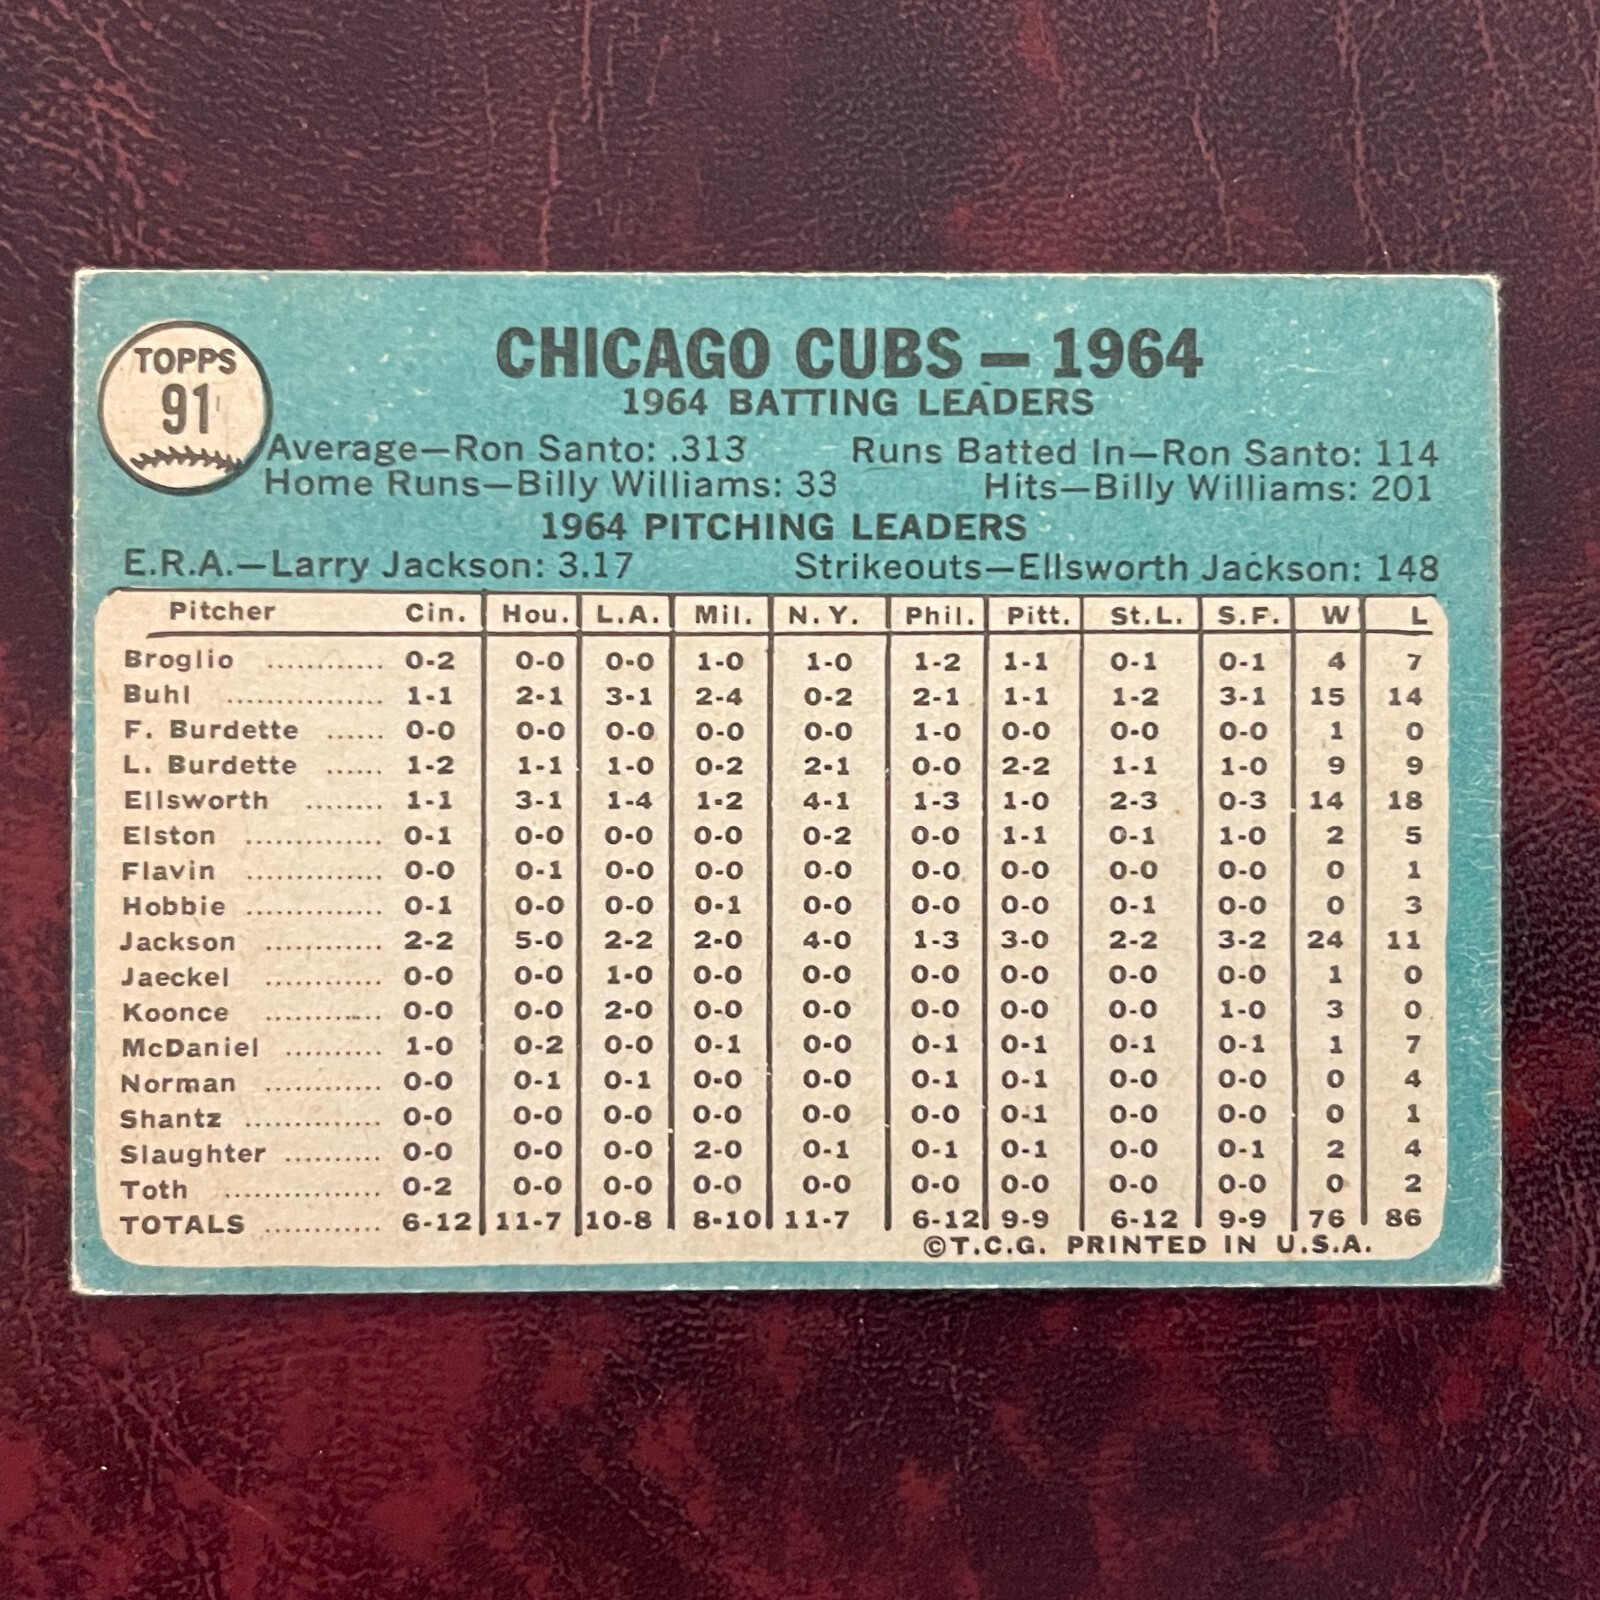 TOPPS
91
CHICAGO CUBS — 1964
1964 BATTING LEADERS
Average—Ron Santo: .313 Runs Batted In—Ron Santo: 114
Home Runs—Billy Williams: 33 Hits—Billy Williams: 201
1964 PITCHING LEADERS
E.R.A.—Larry Jackson: 3.17 Strikeouts—Ellsworth Jackson: 148
Pitcher Cin. Hou. L.A. Mil. N.Y. Phil. Pitt. St.L. S.F. W L
Broglio ............ 0-2 0-0 0-0 1-0 1-0 1-2 1-1 0-1 0-1 4 7
Buhl ................ 1-1 2-1 3-1 2-4 0-2 2-1 1-1 1-2 3-1 15 14
F. Burdette ...... 0-0 0-0 0-0 0-0 0-0 1-0 0-0 0-0 0-0 1 0
L. Burdette ...... 1-2 1-1 1-0 0-2 2-1 0-0 2-2 1-1 1-0 9 9
Ellsworth ........ 1-1 3-1 1-4 1-2 4-1 1-3 1-0 2-3 0-3 14 18
Elston .............. 0-1 0-0 0-0 0-0 0-2 0-0 1-1 0-1 1-0 2 5
Flavin .............. 0-0 0-1 0-0 0-0 0-0 0-0 0-0 0-0 0-0 0 1
Hobbie .............. 0-1 0-0 0-0 0-1 0-0 0-0 0-0 0-1 0-0 0 3
Jackson ............ 2-2 5-0 2-2 2-0 4-0 1-3 3-0 2-2 3-2 24 11
Jaeckel ............ 0-0 0-0 1-0 0-0 0-0 0-0 0-0 0-0 0-0 1 0
Koonce ............ 0-0 0-0 2-0 0-0 0-0 0-0 0-0 0-0 1-0 3 0
McDaniel .......... 1-0 0-2 0-0 0-1 0-0 0-1 0-1 0-1 0-1 1 7
Norman ............ 0-0 0-1 0-1 0-0 0-0 0-1 0-1 0-0 0-0 0 4
Shantz .............. 0-0 0-0 0-0 0-0 0-0 0-0 0-1 0-0 0-0 0 1
Slaughter .......... 0-0 0-0 0-0 2-0 0-1 0-1 0-1 0-0 0-1 2 4
Toth ................ 0-2 0-0 0-0 0-0 0-0 0-0 0-0 0-0 0-0 0 2
TOTALS ............ 6-12 11-7 10-8 8-10 11-7 6-12 9-9 6-12 9-9 76 86
©T.C.G. PRINTED IN U.S.A.